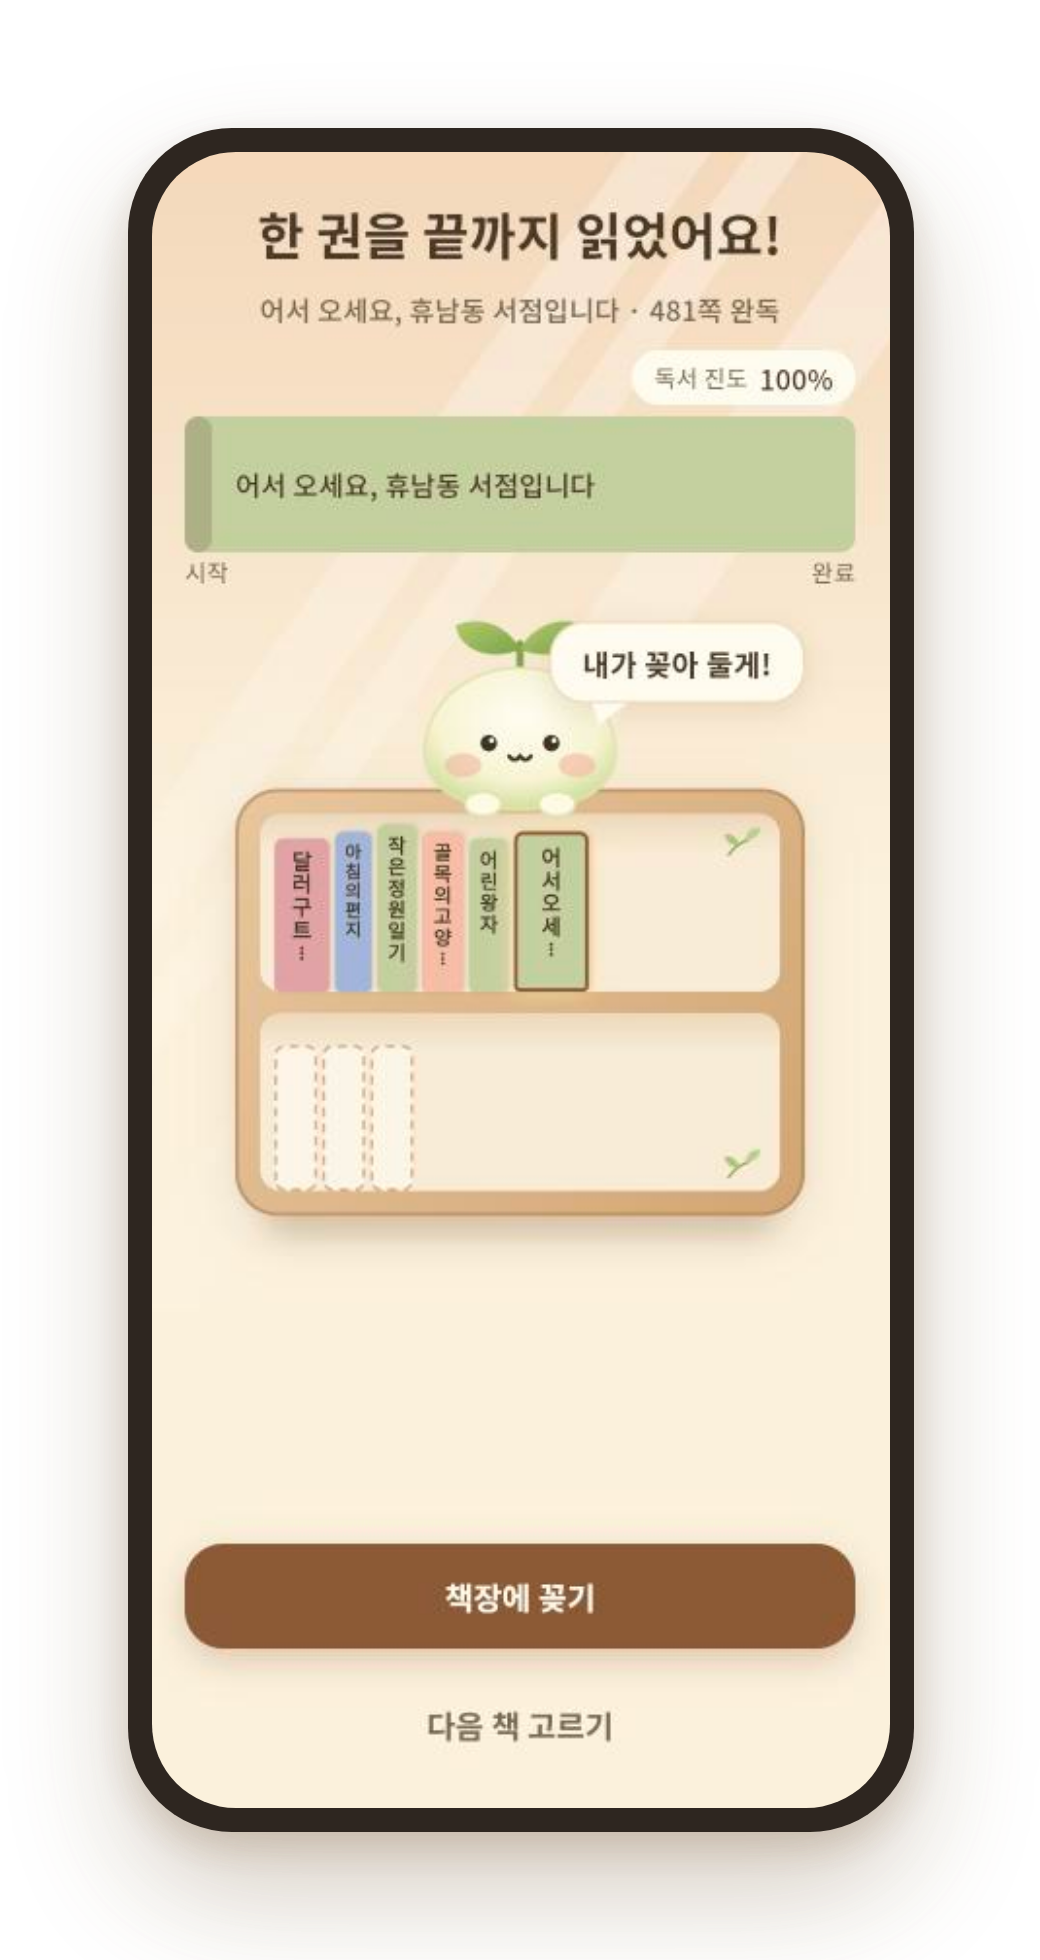 한 권을 끝까지 읽었어요!
어서 오세요, 휴남동 서점입니다 · 481쪽 완독
독서 진도 100%
어서 오세요, 휴남동 서점입니다
시작
완료
내가 꽂아 둘게!
달러구트…
아침의편지
작은정원일기
골목의고양…
어린왕자
어서오세…
책장에 꽂기
다음 책 고르기